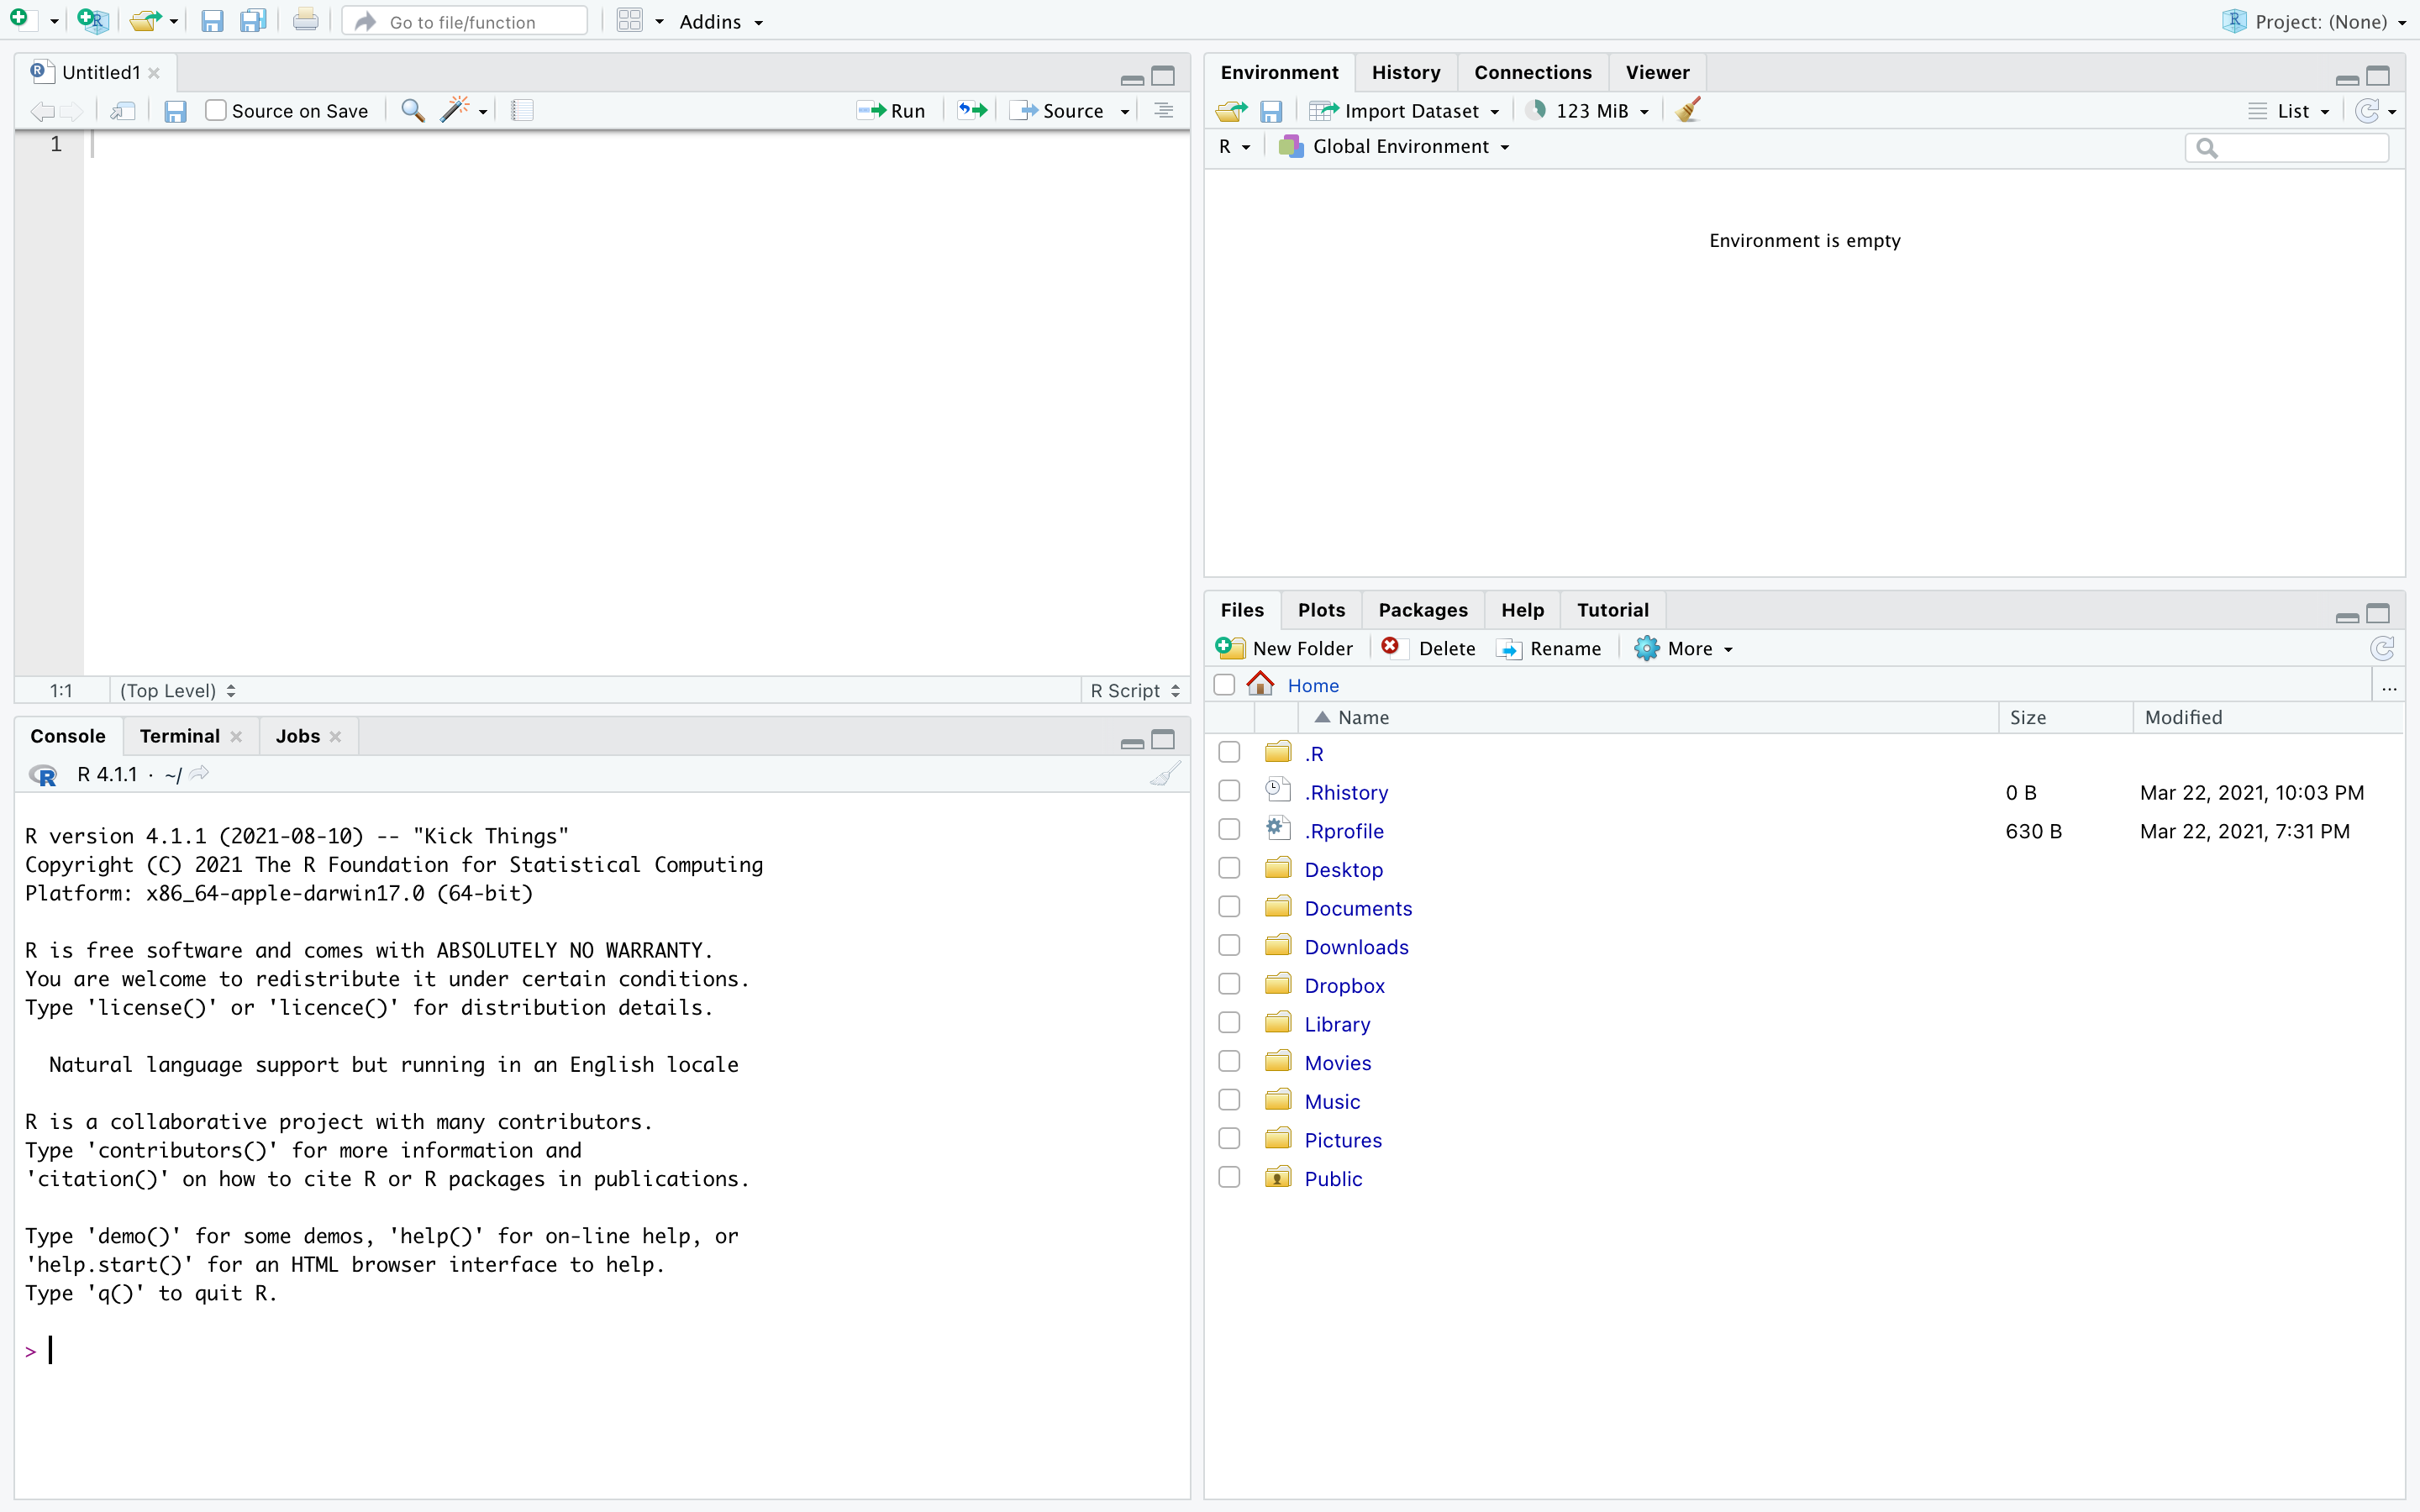 Go to file/function Addins Project: (None)
Untitled1
Source on Save Run Source
1
1:1 (Top Level) R Script
Console Terminal Jobs
R 4.1.1 · ~/
R version 4.1.1 (2021-08-10) -- "Kick Things"
Copyright (C) 2021 The R Foundation for Statistical Computing
Platform: x86_64-apple-darwin17.0 (64-bit)
R is free software and comes with ABSOLUTELY NO WARRANTY.
You are welcome to redistribute it under certain conditions.
Type 'license()' or 'licence()' for distribution details.
Natural language support but running in an English locale
R is a collaborative project with many contributors.
Type 'contributors()' for more information and
'citation()' on how to cite R or R packages in publications.
Type 'demo()' for some demos, 'help()' for on-line help, or
'help.start()' for an HTML browser interface to help.
Type 'q()' to quit R.
>
Environment History Connections Viewer
Import Dataset 123 MiB List
R Global Environment
Environment is empty
Files Plots Packages Help Tutorial
New Folder Delete Rename More
Home ...
Name Size Modified
.R
.Rhistory 0 B Mar 22, 2021, 10:03 PM
.Rprofile 630 B Mar 22, 2021, 7:31 PM
Desktop
Documents
Downloads
Dropbox
Library
Movies
Music
Pictures
Public